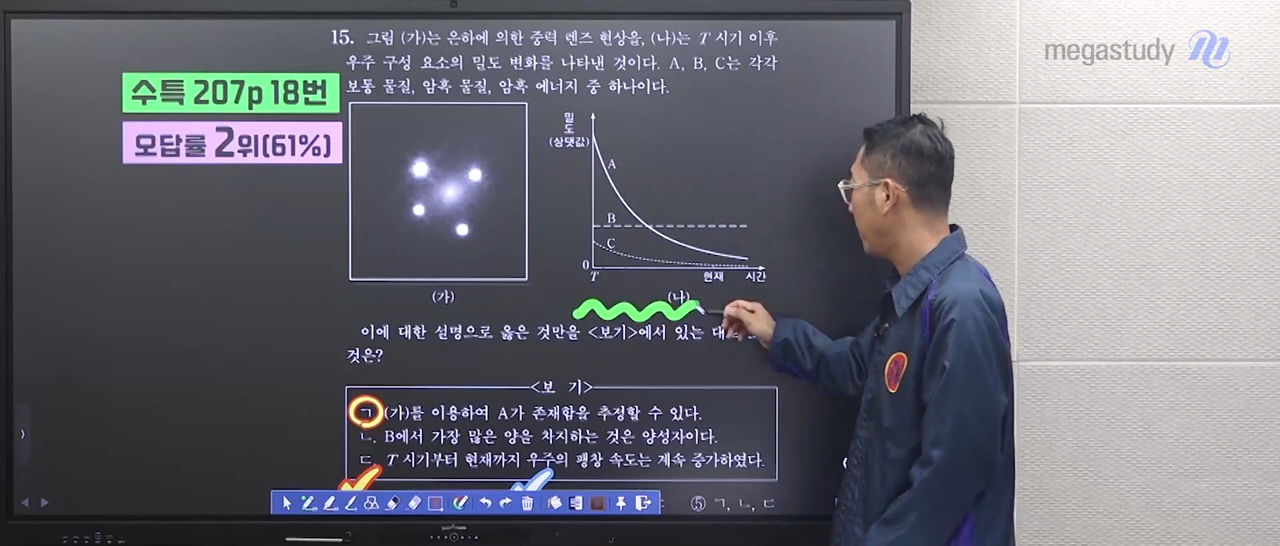 megastudy
수특 207p 18번
오답률 2위(61%)
15. 그림 (가)는 은하에 의한 중력 렌즈 현상을, (나)는 T 시기 이후
우주 구성 요소의 밀도 변화를 나타낸 것이다. A, B, C는 각각
보통 물질, 암흑 물질, 암흑 에너지 중 하나이다.
밀도
(상댓값)
A
B
C
0
T
현재
시간
(가)
(나)
이에 대한 설명으로 옳은 것만을 <보기>에서 있는
것은?
<보 기>
ㄱ (가)를 이용하여 A가 존재함을 추정할 수 있다.
ㄴ. B에서 가장 많은 양을 차지하는 것은 양성자이다.
ㄷ. T 시기부터 현재까지 우주의 팽창 속도는 계속 증가하였다.
⑤ ㄱ, ㄴ, ㄷ